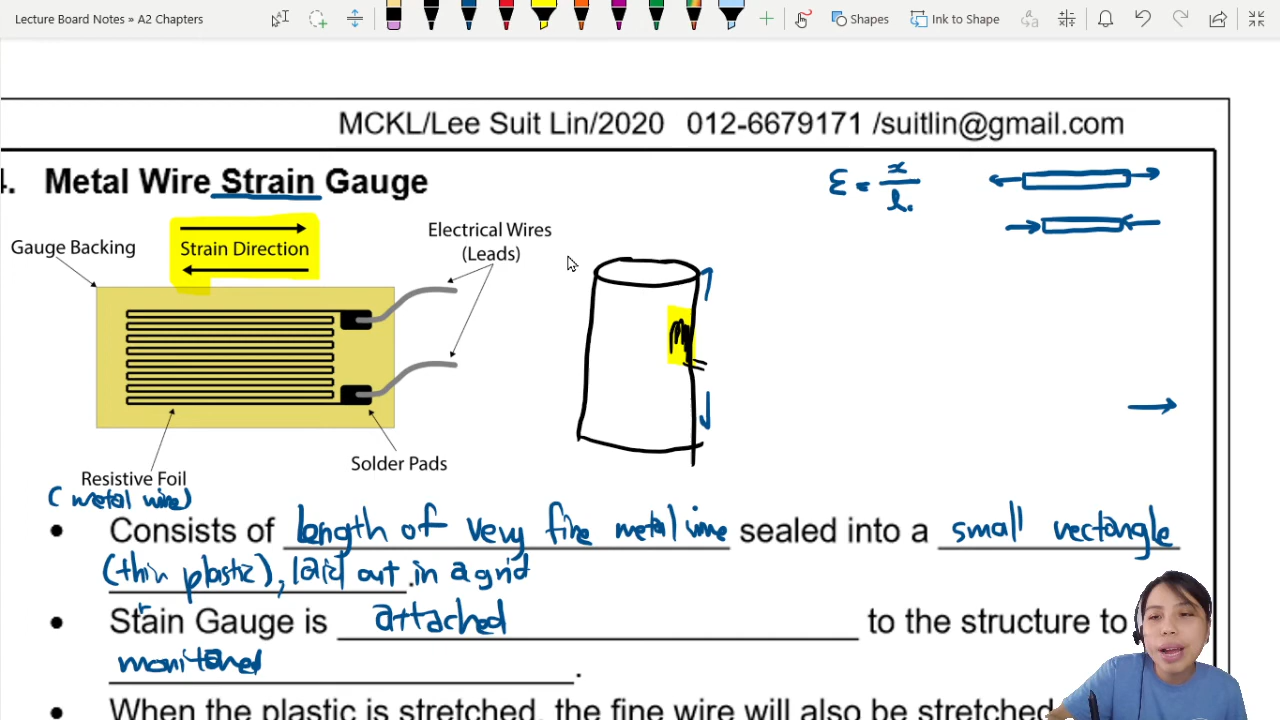 Lecture Board Notes » A2 Chapters
Shapes
Ink to Shape
MCKL/Lee Suit Lin/2020 012-6679171 /suitlin@gmail.com
4. Metal Wire Strain Gauge
ε = x / l.
Electrical Wires
(Leads)
Gauge Backing
Strain Direction
Solder Pads
Resistive Foil
(metal wire)
• Consists of length of very fine metal wire sealed into a small rectangle
(thin plastic), laid out in a grid.
• Strain Gauge is attached to the structure to
monitored.
• When the plastic is stretched, the fine wire will also be stretched